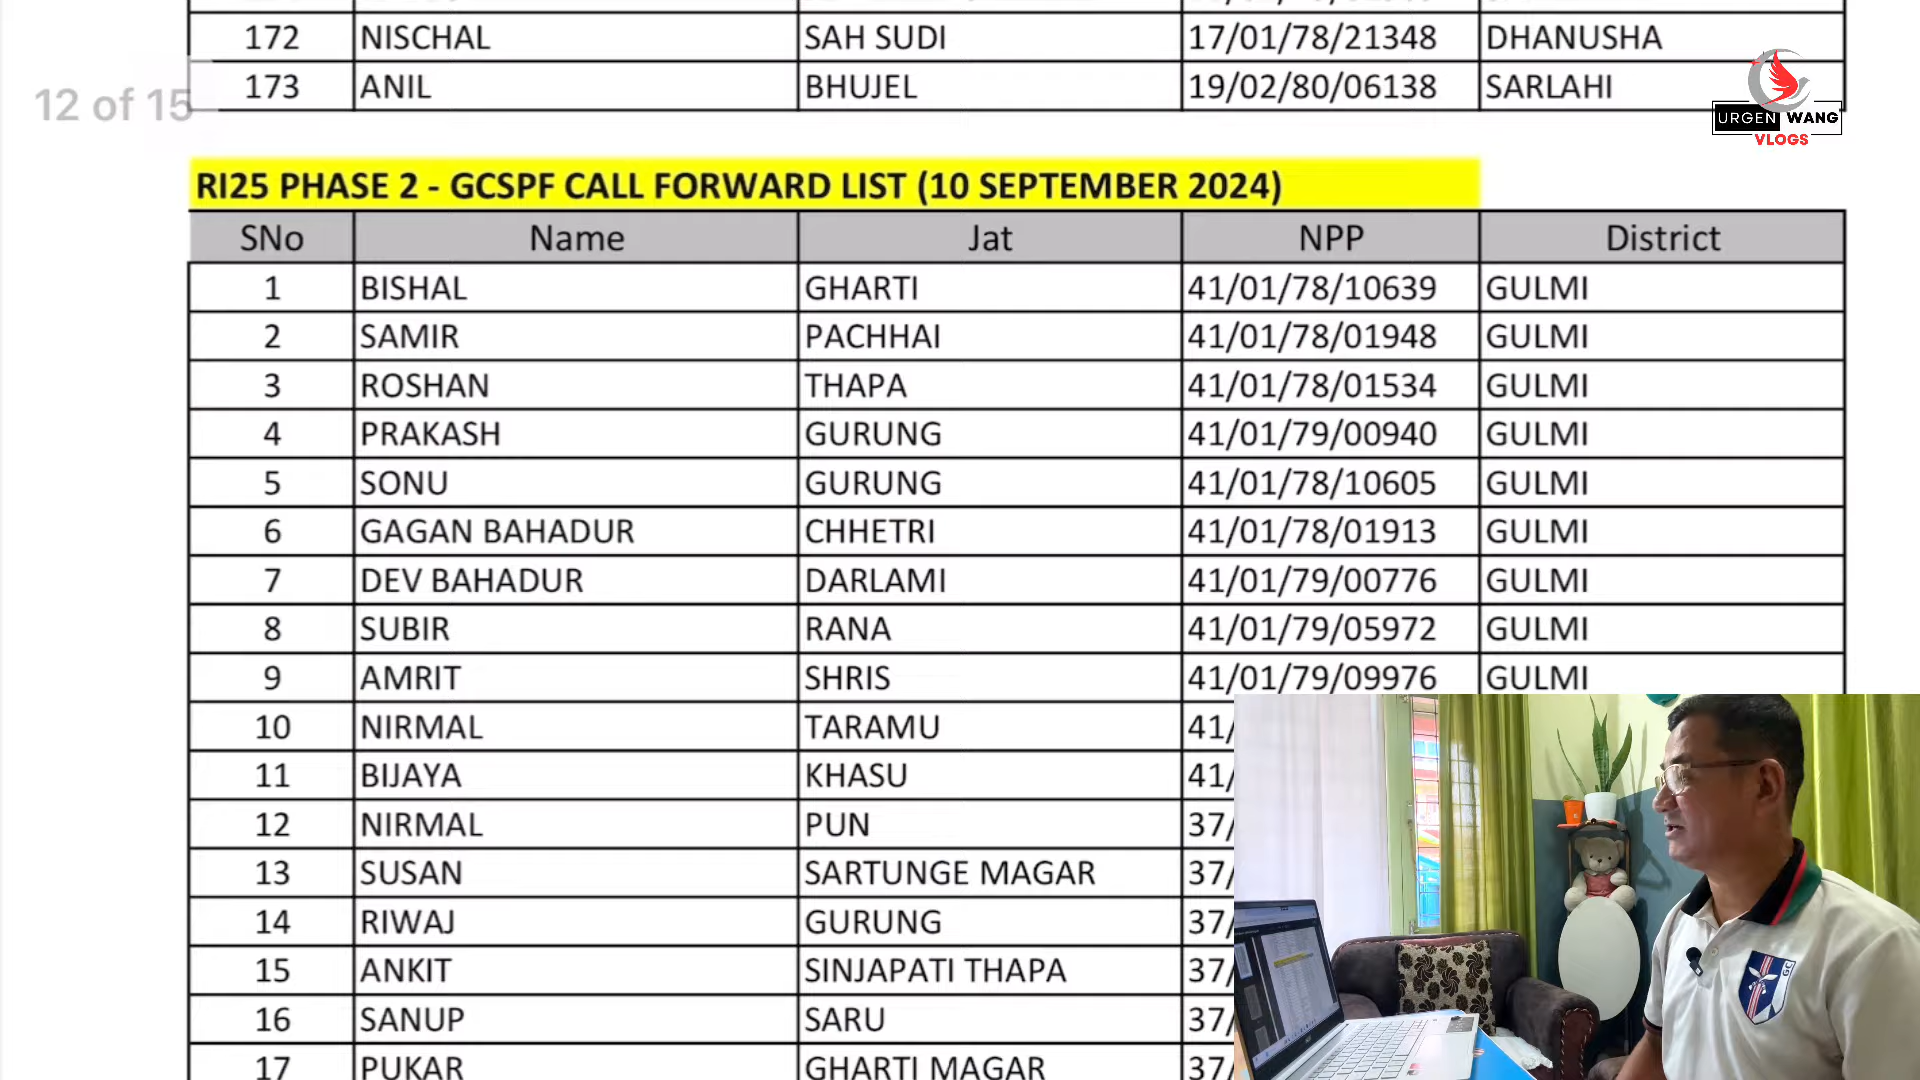 172 NISCHAL SAH SUDI 17/01/78/21348 DHANUSHA
173 ANIL BHUJEL 19/02/80/06138 SARLAHI
12 of 15
URGEN WANG
VLOGS
RI25 PHASE 2 - GCSPF CALL FORWARD LIST (10 SEPTEMBER 2024)
SNo Name Jat NPP District
1 BISHAL GHARTI 41/01/78/10639 GULMI
2 SAMIR PACHHAI 41/01/78/01948 GULMI
3 ROSHAN THAPA 41/01/78/01534 GULMI
4 PRAKASH GURUNG 41/01/79/00940 GULMI
5 SONU GURUNG 41/01/78/10605 GULMI
6 GAGAN BAHADUR CHHETRI 41/01/78/01913 GULMI
7 DEV BAHADUR DARLAMI 41/01/79/00776 GULMI
8 SUBIR RANA 41/01/79/05972 GULMI
9 AMRIT SHRIS 41/01/79/09976 GULMI
10 NIRMAL TARAMU 41/
11 BIJAYA KHASU 41/
12 NIRMAL PUN 37/
13 SUSAN SARTUNGE MAGAR 37/
14 RIWAJ GURUNG 37/
15 ANKIT SINJAPATI THAPA 37/
16 SANUP SARU 37/
17 PUKAR GHARTI MAGAR 37/
GC